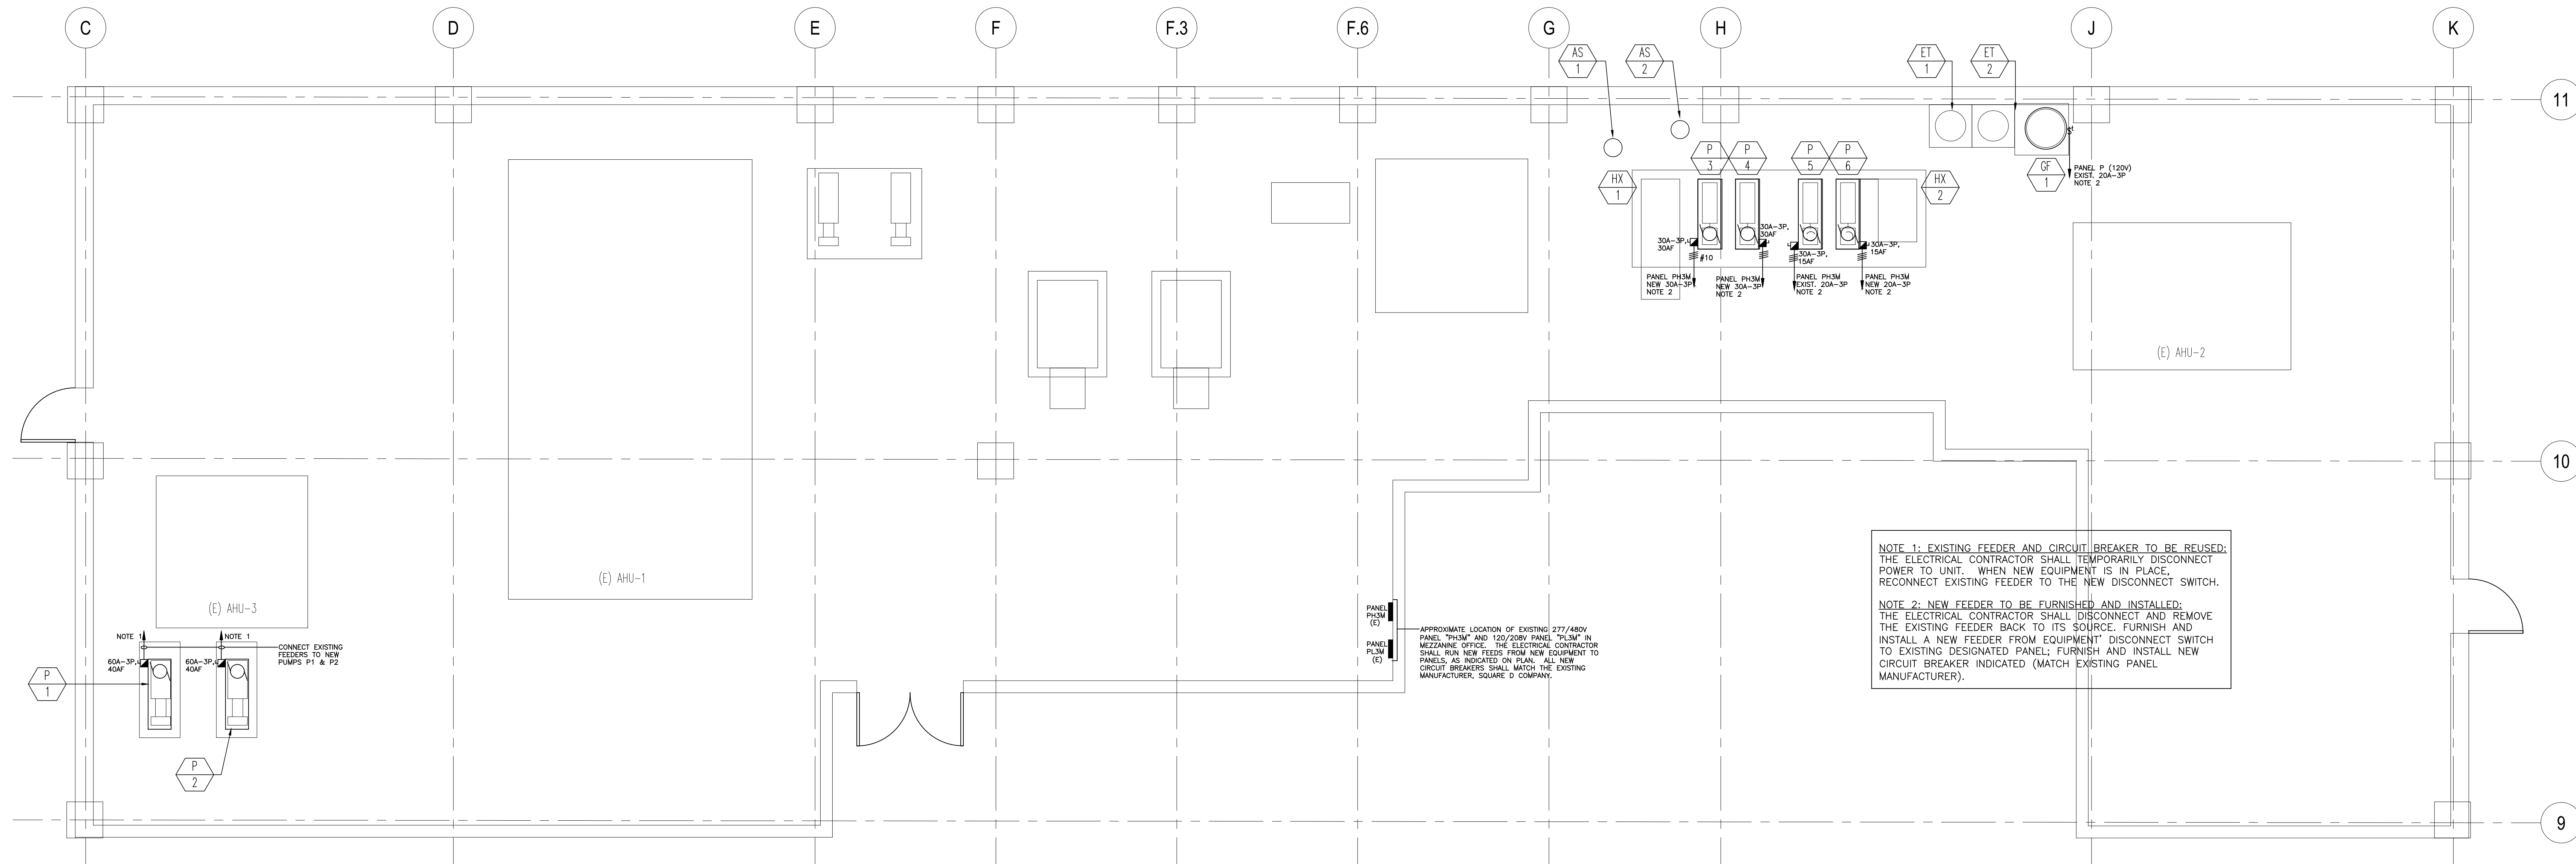 C
D
E
F
F.3
F.6
G
H
J
K
11
10
9
AS
1
AS
2
ET
1
ET
2
P
3
P
4
P
5
P
6
HX
1
HX
2
GF
1
PANEL P (120V)
EXIST. 20A-3P
NOTE 2
30A-3P,
30AF
#10
30A-3P,
30AF
30A-3P,
15AF
30A-3P,
15AF
PANEL PH3M
NEW 30A-3P
NOTE 2
PANEL PH3M
NEW 30A-3P
NOTE 2
PANEL PH3M
EXIST. 20A-3P
NOTE 2
PANEL PH3M
NEW 20A-3P
NOTE 2
(E) AHU-2
(E) AHU-1
(E) AHU-3
NOTE 1
NOTE 1
CONNECT EXISTING
FEEDERS TO NEW
PUMPS P1 & P2
60A-3P,
40AF
60A-3P,
40AF
P
1
P
2
PANEL
PH3M
(E)
PANEL
PL3M
(E)
APPROXIMATE LOCATION OF EXISTING 277/480V
PANEL "PH3M" AND 120/208V PANEL "PL3M" IN
MEZZANINE OFFICE. THE ELECTRICAL CONTRACTOR
SHALL RUN NEW FEEDS FROM NEW EQUIPMENT TO
PANELS, AS INDICATED ON PLAN. ALL NEW
CIRCUIT BREAKERS SHALL MATCH THE EXISTING
MANUFACTURER, SQUARE D COMPANY.
NOTE 1: EXISTING FEEDER AND CIRCUIT BREAKER TO BE REUSED:
THE ELECTRICAL CONTRACTOR SHALL TEMPORARILY DISCONNECT
POWER TO UNIT. WHEN NEW EQUIPMENT IS IN PLACE,
RECONNECT EXISTING FEEDER TO THE NEW DISCONNECT SWITCH.
NOTE 2: NEW FEEDER TO BE FURNISHED AND INSTALLED:
THE ELECTRICAL CONTRACTOR SHALL DISCONNECT AND REMOVE
THE EXISTING FEEDER BACK TO ITS SOURCE. FURNISH AND
INSTALL A NEW FEEDER FROM EQUIPMENT' DISCONNECT SWITCH
TO EXISTING DESIGNATED PANEL; FURNISH AND INSTALL NEW
CIRCUIT BREAKER INDICATED (MATCH EXISTING PANEL
MANUFACTURER).